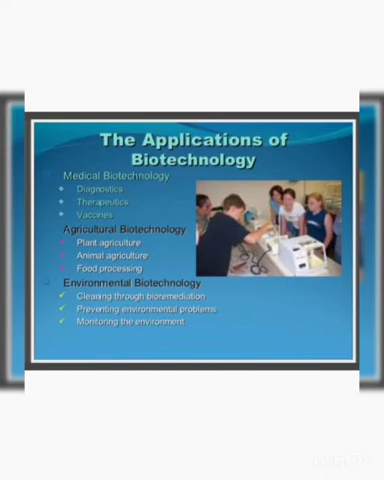 The Applications of
Biotechnology
Medical Biotechnology
Diagnostics
Therapeutics
Vaccines
Agricultural Biotechnology
Plant agriculture
Animal agriculture
Food processing
Environmental Biotechnology
Cleaning through bioremediation
Preventing environmental problems
Monitoring the environment